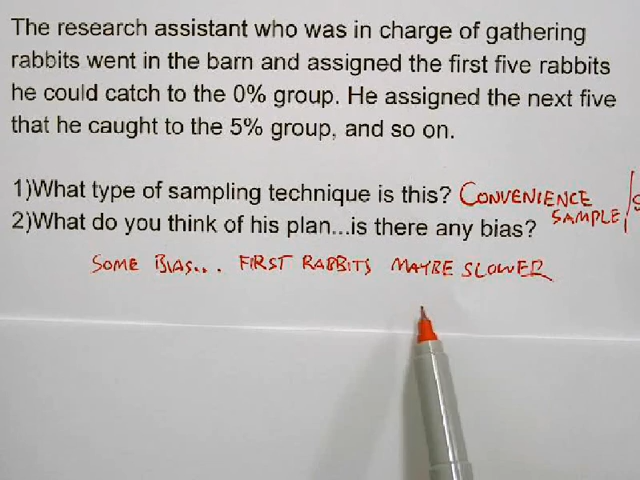 The research assistant who was in charge of gathering
rabbits went in the barn and assigned the first five rabbits
he could catch to the 0% group. He assigned the next five
that he caught to the 5% group, and so on.
1)What type of sampling technique is this? CONVENIENCE
SAMPLE/
2)What do you think of his plan...is there any bias?
SOME BIAS... FIRST RABBITS MAYBE SLOWER